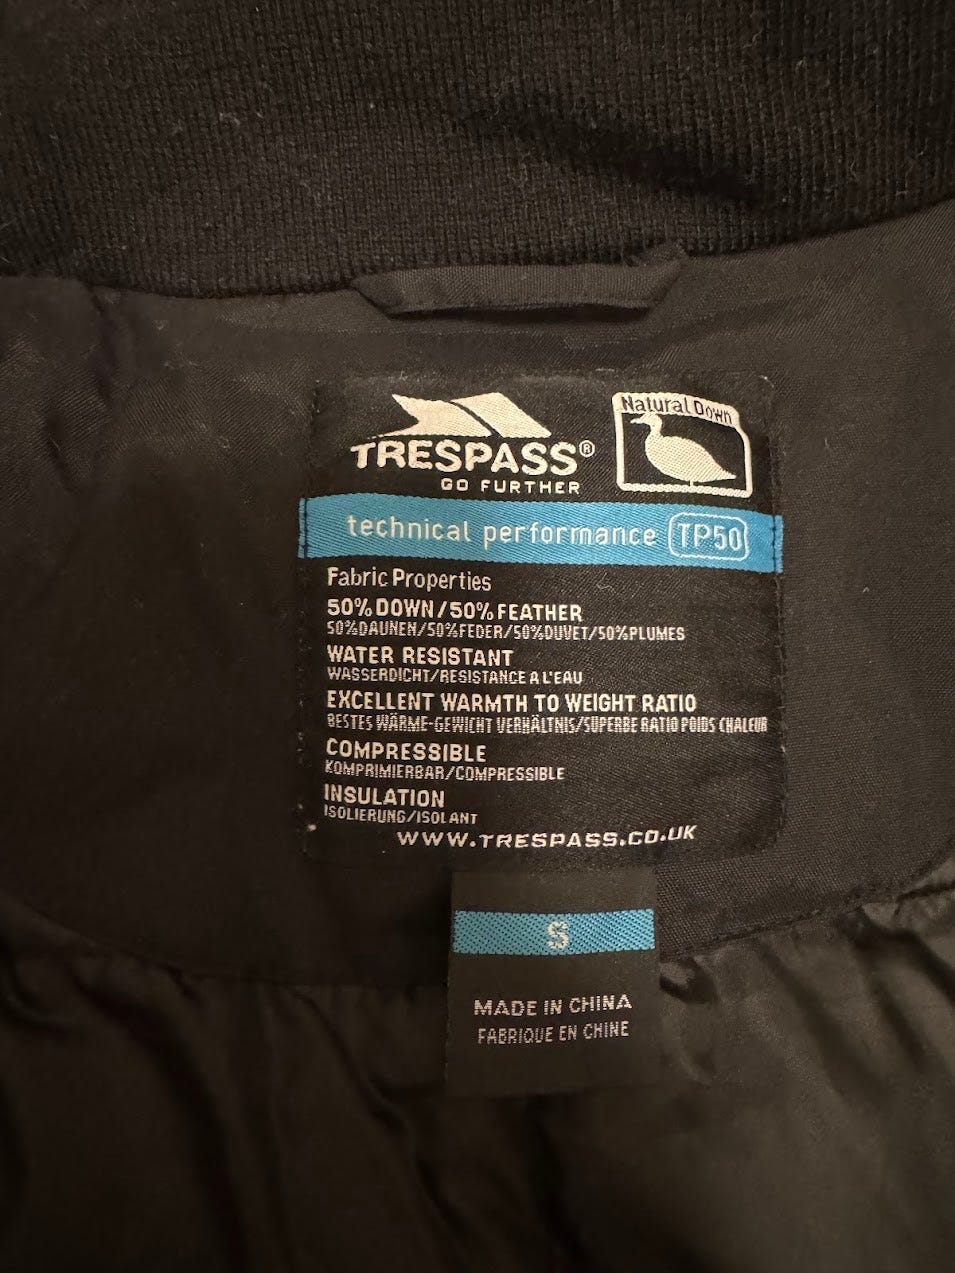 TRESPASS®
GO FURTHER
Natural Down
technical performance TP50
Fabric Properties
50% DOWN / 50% FEATHER
50%DAUNEN/50%FEDER/50%DUVET/50%PLUMES
WATER RESISTANT
WASSERDICHT/RESISTANCE A L'EAU
EXCELLENT WARMTH TO WEIGHT RATIO
BESTES WÄRME-GEWICHT VERHÄLTNIS/SUPERBE RATIO POIDS CHALEUR
COMPRESSIBLE
KOMPRIMIERBAR/COMPRESSIBLE
INSULATION
ISOLIERUNG/ISOLANT
WWW.TRESPASS.CO.UK
S
MADE IN CHINA
FABRIQUE EN CHINE